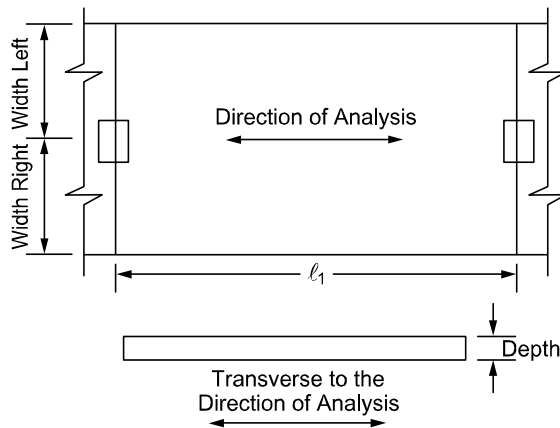 Width Left
Width Right
Direction of Analysis
ℓ1
Depth
Transverse to the
Direction of Analysis